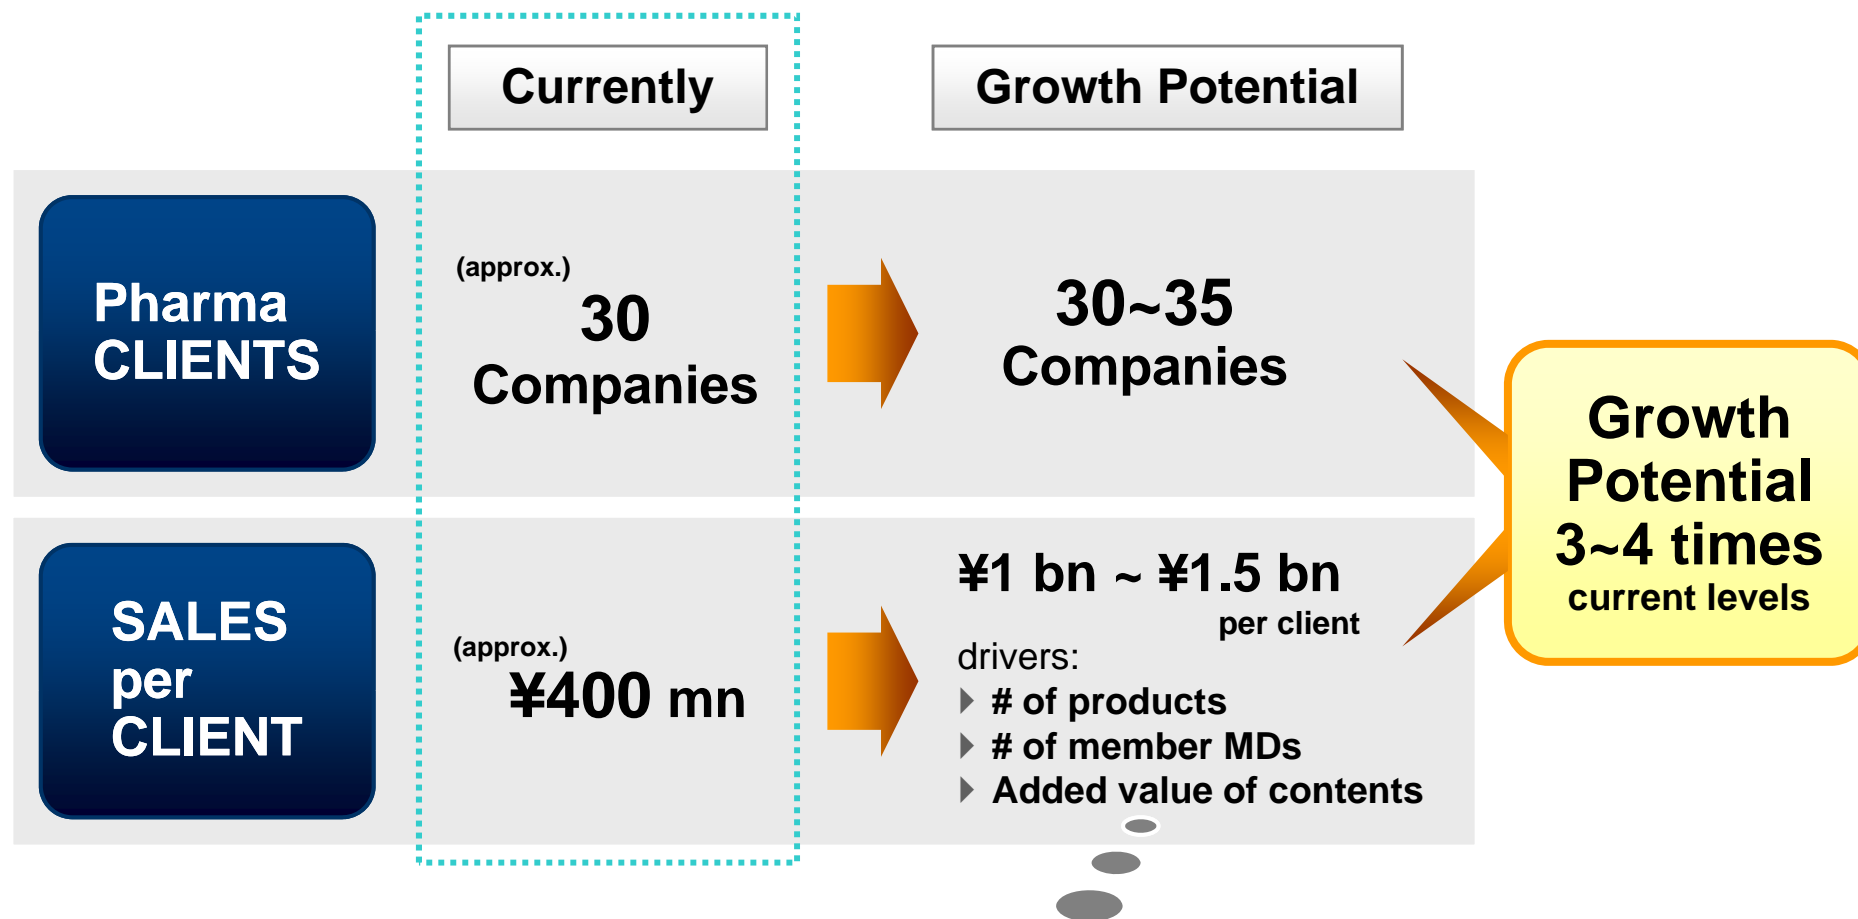 Currently
Growth Potential
Pharma
CLIENTS
(approx.)
30
Companies
30~35
Companies
SALES
per
CLIENT
(approx.)
¥400 mn
¥1 bn ~ ¥1.5 bn
per client
drivers:
# of products
# of member MDs
Added value of contents
Growth
Potential
3~4 times
current levels